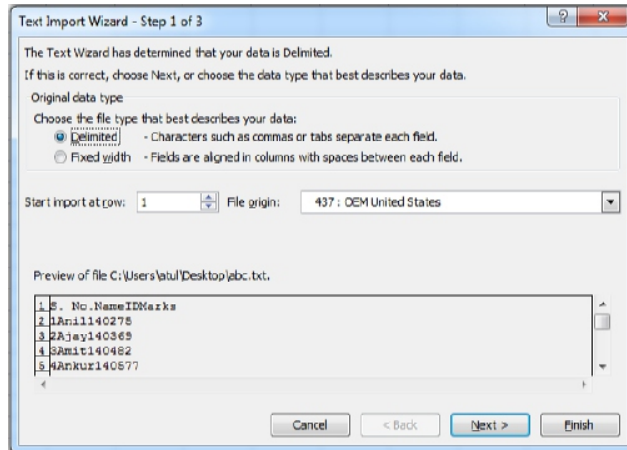 Text Import Wizard - Step 1 of 3
The Text Wizard has determined that your data is Delimited.
If this is correct, choose Next, or choose the data type that best describes your data.
Original data type
Choose the file type that best describes your data:
Delimited - Characters such as commas or tabs separate each field.
Fixed width - Fields are aligned in columns with spaces between each field.
Start import at row: 1 File origin: 437 : OEM United States
Preview of file C:\Users\atul\Desktop\abc.txt.
1 S. No.NameIDMarks
2 1Anil140275
3 2Ajay140369
4 3Amit140482
5 4Ankur140577
Cancel < Back Next > Finish